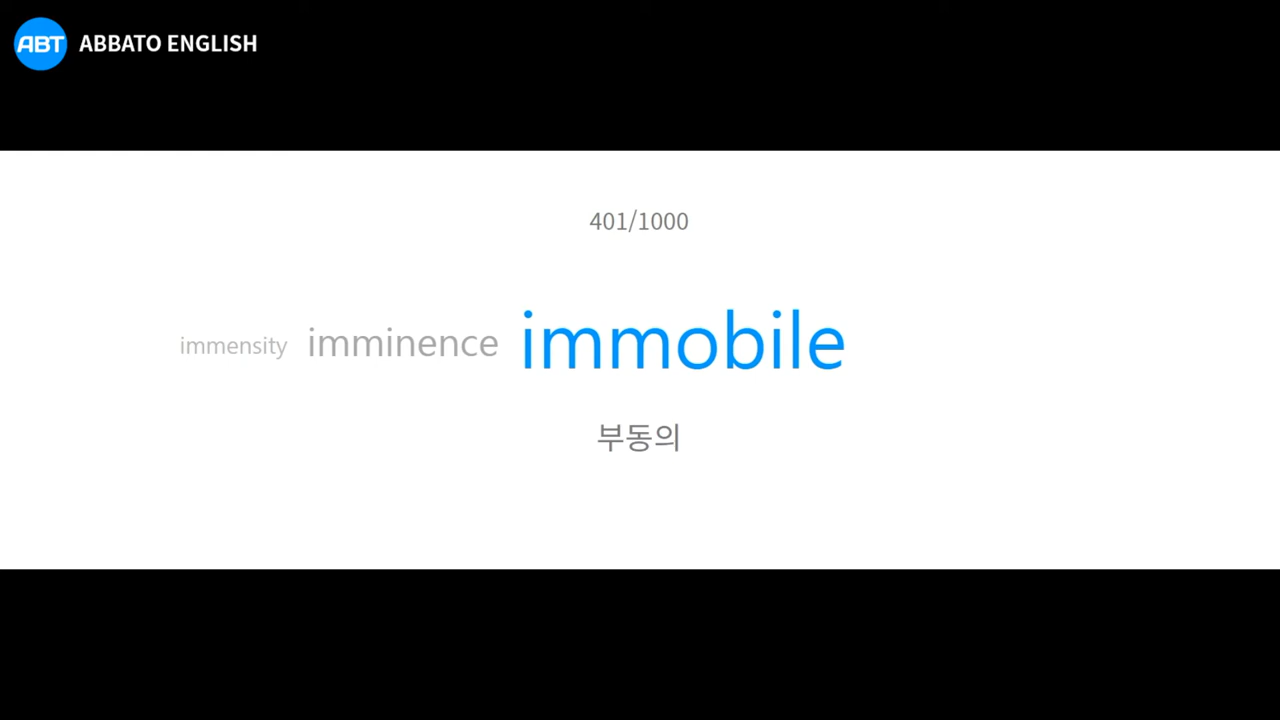 ABT ABBATO ENGLISH
401/1000
immensity imminence immobile
부동의